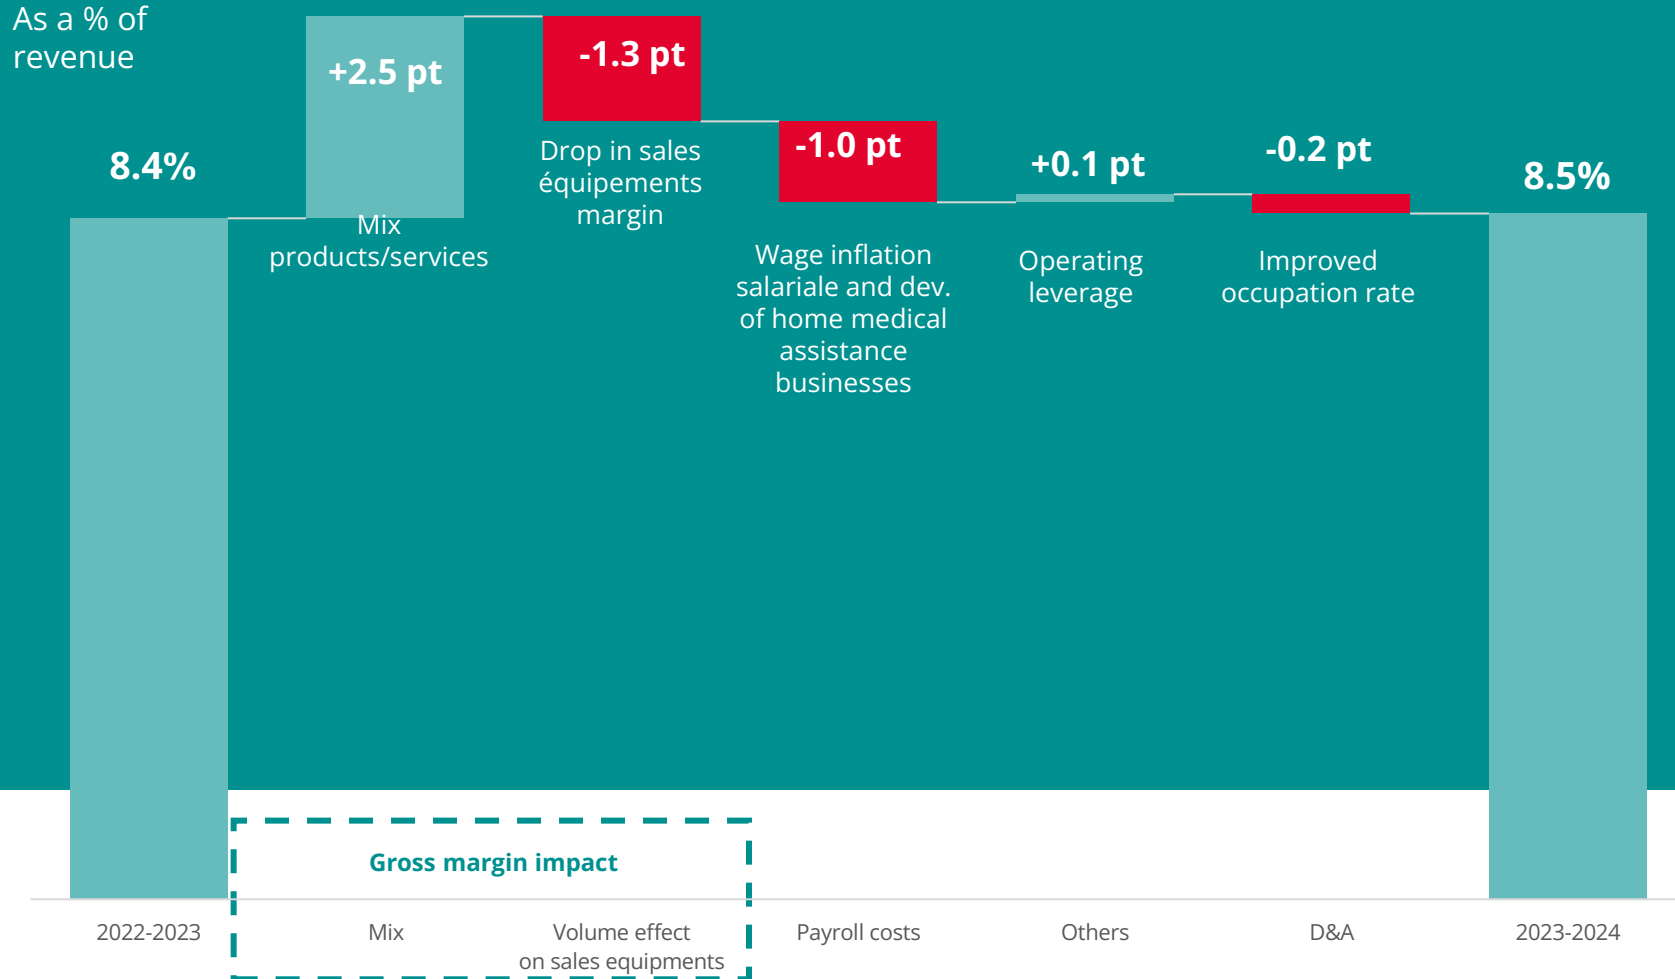 As a % of
revenue
8.4%
+2.5 pt
Mix
products/services
-1.3 pt
Drop in sales
équipements
margin
-1.0 pt
Wage inflation
salariale and dev.
of home medical
assistance
businesses
+0.1 pt
Operating
leverage
-0.2 pt
Improved
occupation rate
8.5%
Gross margin impact
2022-2023
Mix
Volume effect
on sales equipments
Payroll costs
Others
D&A
2023-2024